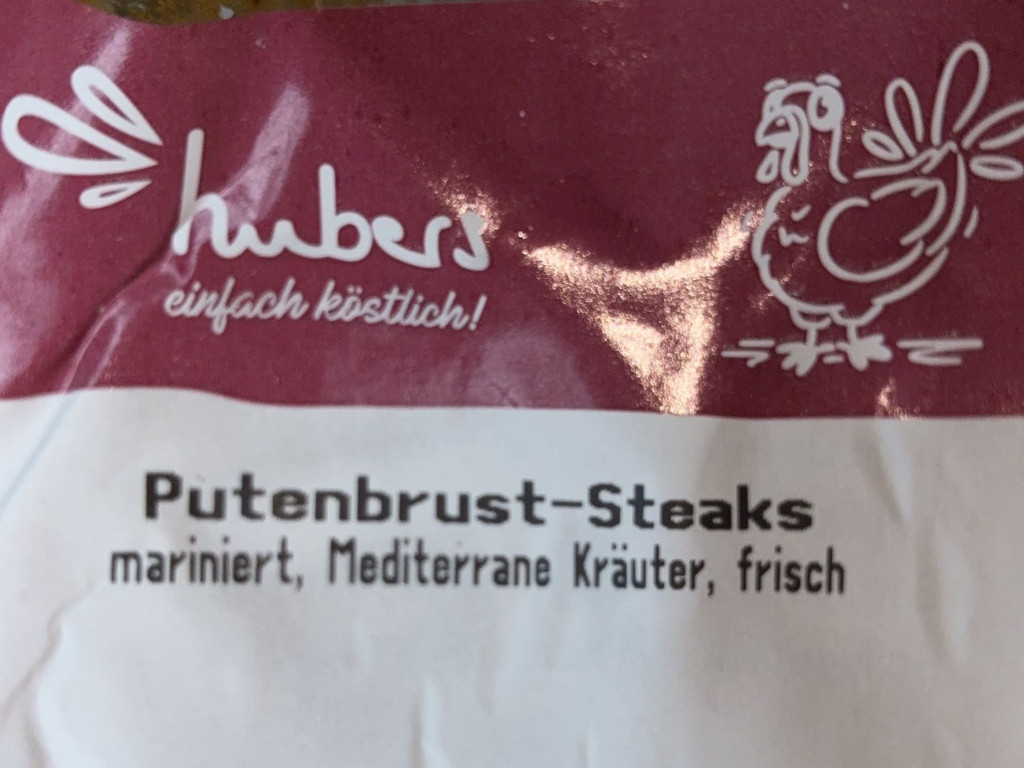 hubers
einfach köstlich!
Putenbrust-Steaks
mariniert, Mediterrane Kräuter, frisch